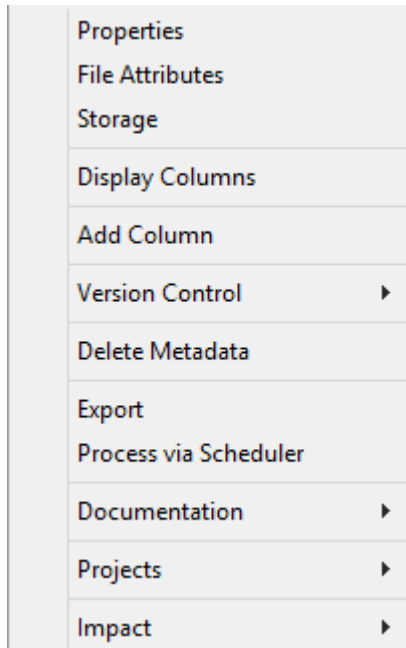 Properties
File Attributes
Storage
Display Columns
Add Column
Version Control
Delete Metadata
Export
Process via Scheduler
Documentation
Projects
Impact